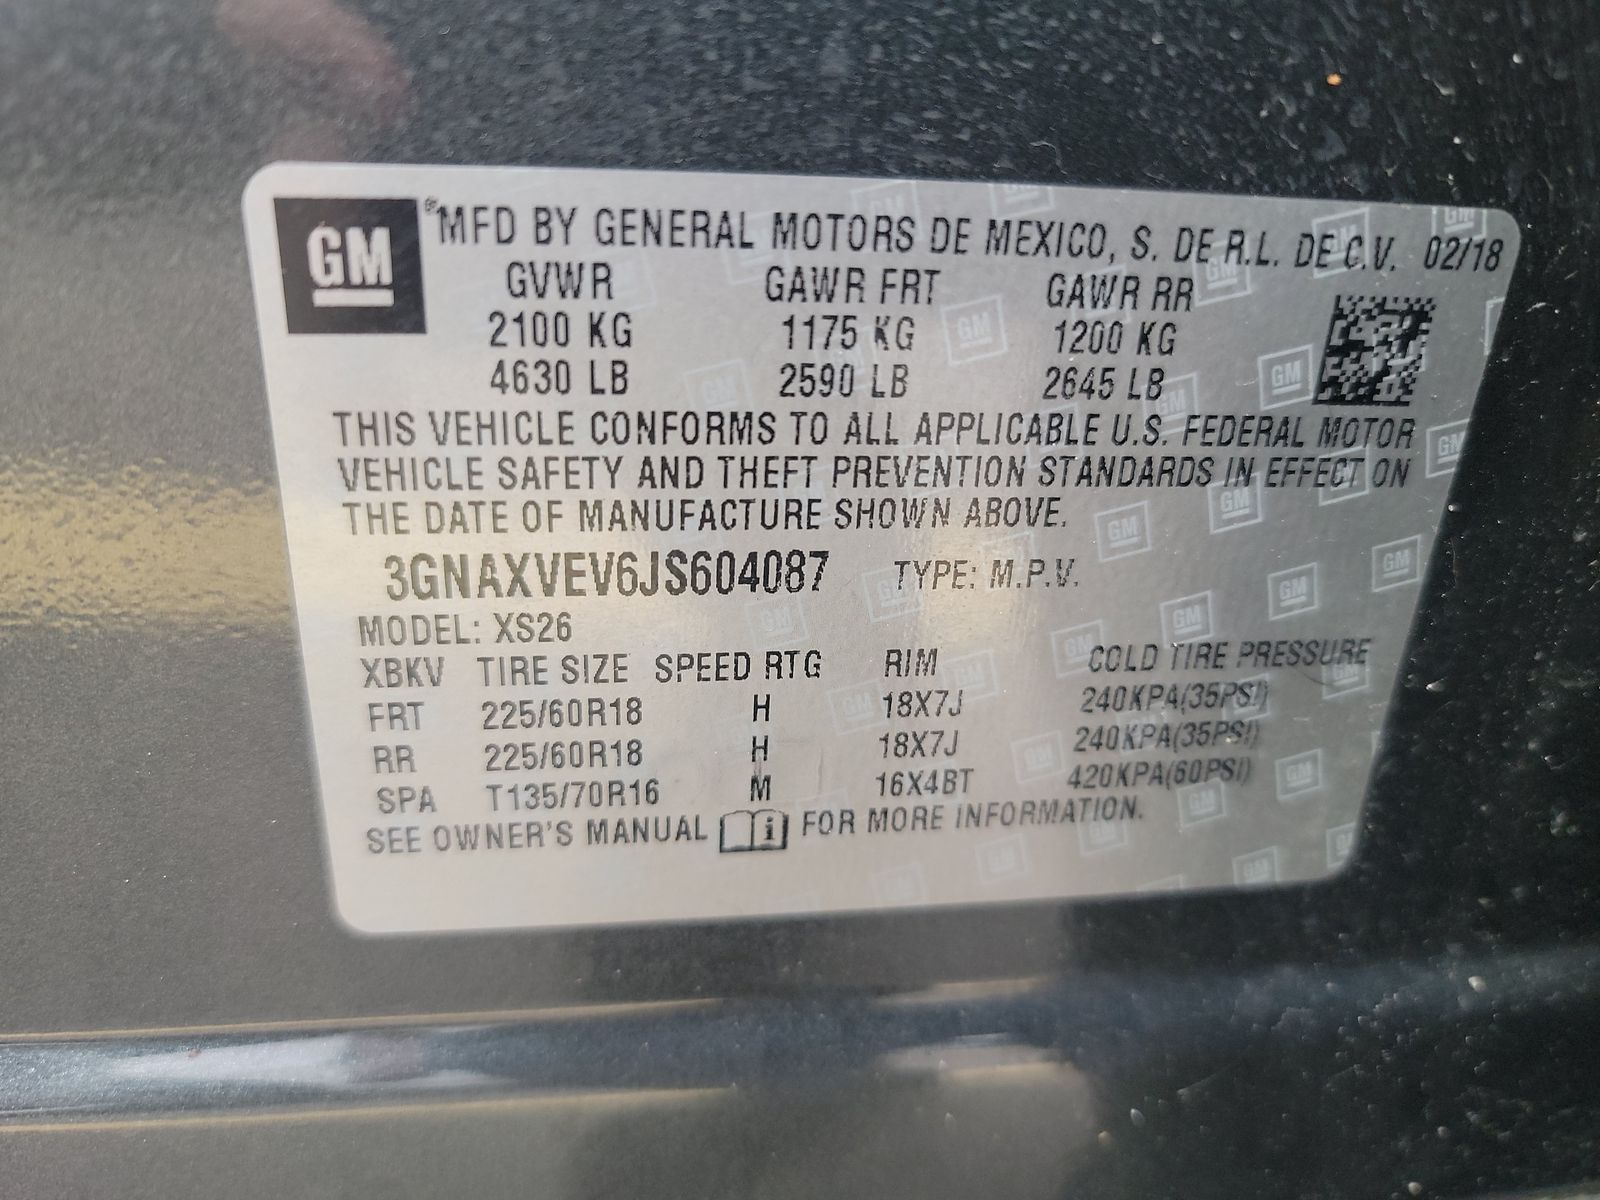 GM ® MFD BY GENERAL MOTORS DE MEXICO, S. DE R.L. DE C.V. 02/18
GVWR GAWR FRT GAWR RR
2100 KG 1175 KG 1200 KG
4630 LB 2590 LB 2645 LB
THIS VEHICLE CONFORMS TO ALL APPLICABLE U.S. FEDERAL MOTOR
VEHICLE SAFETY AND THEFT PREVENTION STANDARDS IN EFFECT ON
THE DATE OF MANUFACTURE SHOWN ABOVE.
3GNAXVEV6JS604087 TYPE: M.P.V.
MODEL: XS26
XBKV TIRE SIZE SPEED RTG RIM COLD TIRE PRESSURE
FRT 225/60R18 H 18X7J 240KPA(35PSI)
RR 225/60R18 H 18X7J 240KPA(35PSI)
SPA T135/70R16 M 16X4BT 420KPA(60PSI)
SEE OWNER'S MANUAL i FOR MORE INFORMATION.